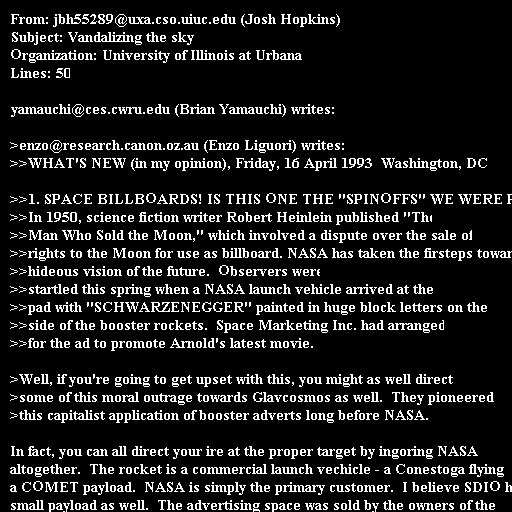 From: jbh55289@uxa.cso.uiuc.edu (Josh Hopkins)
Subject: Vandalizing the sky
Organization: University of Illinois at Urbana
Lines: 50

yamauchi@ces.cwru.edu (Brian Yamauchi) writes:

>enzo@research.canon.oz.au (Enzo Liguori) writes:
>>WHAT'S NEW (in my opinion), Friday, 16 April 1993  Washington, DC

>>1. SPACE BILLBOARDS! IS THIS ONE THE "SPINOFFS" WE WERE
>>In 1950, science fiction writer Robert Heinlein published "The
>>Man Who Sold the Moon," which involved a dispute over the sale of
>>rights to the Moon for use as billboard. NASA has taken the firsteps
>>hideous vision of the future.  Observers were
>>startled this spring when a NASA launch vehicle arrived at the
>>pad with "SCHWARZENEGGER" painted in huge block letters on the
>>side of the booster rockets.  Space Marketing Inc. had arranged
>>for the ad to promote Arnold's latest movie.

>Well, if you're going to get upset with this, you might as well direct
>some of this moral outrage towards Glavcosmos as well.  They pioneered
>this capitalist application of booster adverts long before NASA.

In fact, you can all direct your ire at the proper target by ingoring NASA
altogether.  The rocket is a commercial launch vechicle - a Conestoga flying
a COMET payload.  NASA is simply the primary customer.  I believe SDIO
small payload as well.  The advertising space was sold by the owners of the